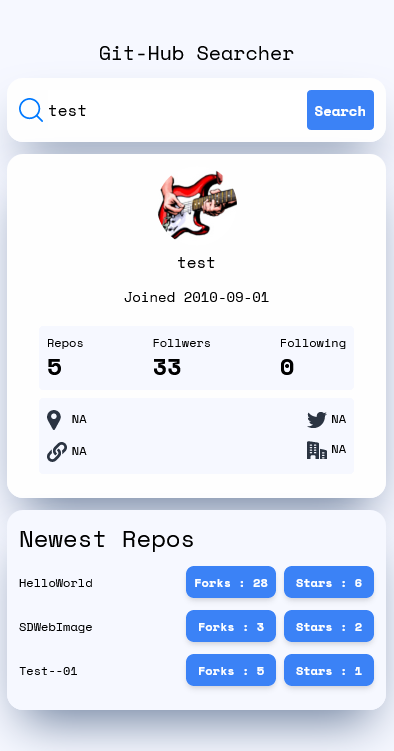 Git-Hub Searcher
test
Search
test
Joined 2010-09-01
Repos Follwers Following
5 33 0
NA NA
NA NA
Newest Repos
HelloWorld Forks : 28 Stars : 6
SDWebImage Forks : 3 Stars : 2
Test--01 Forks : 5 Stars : 1